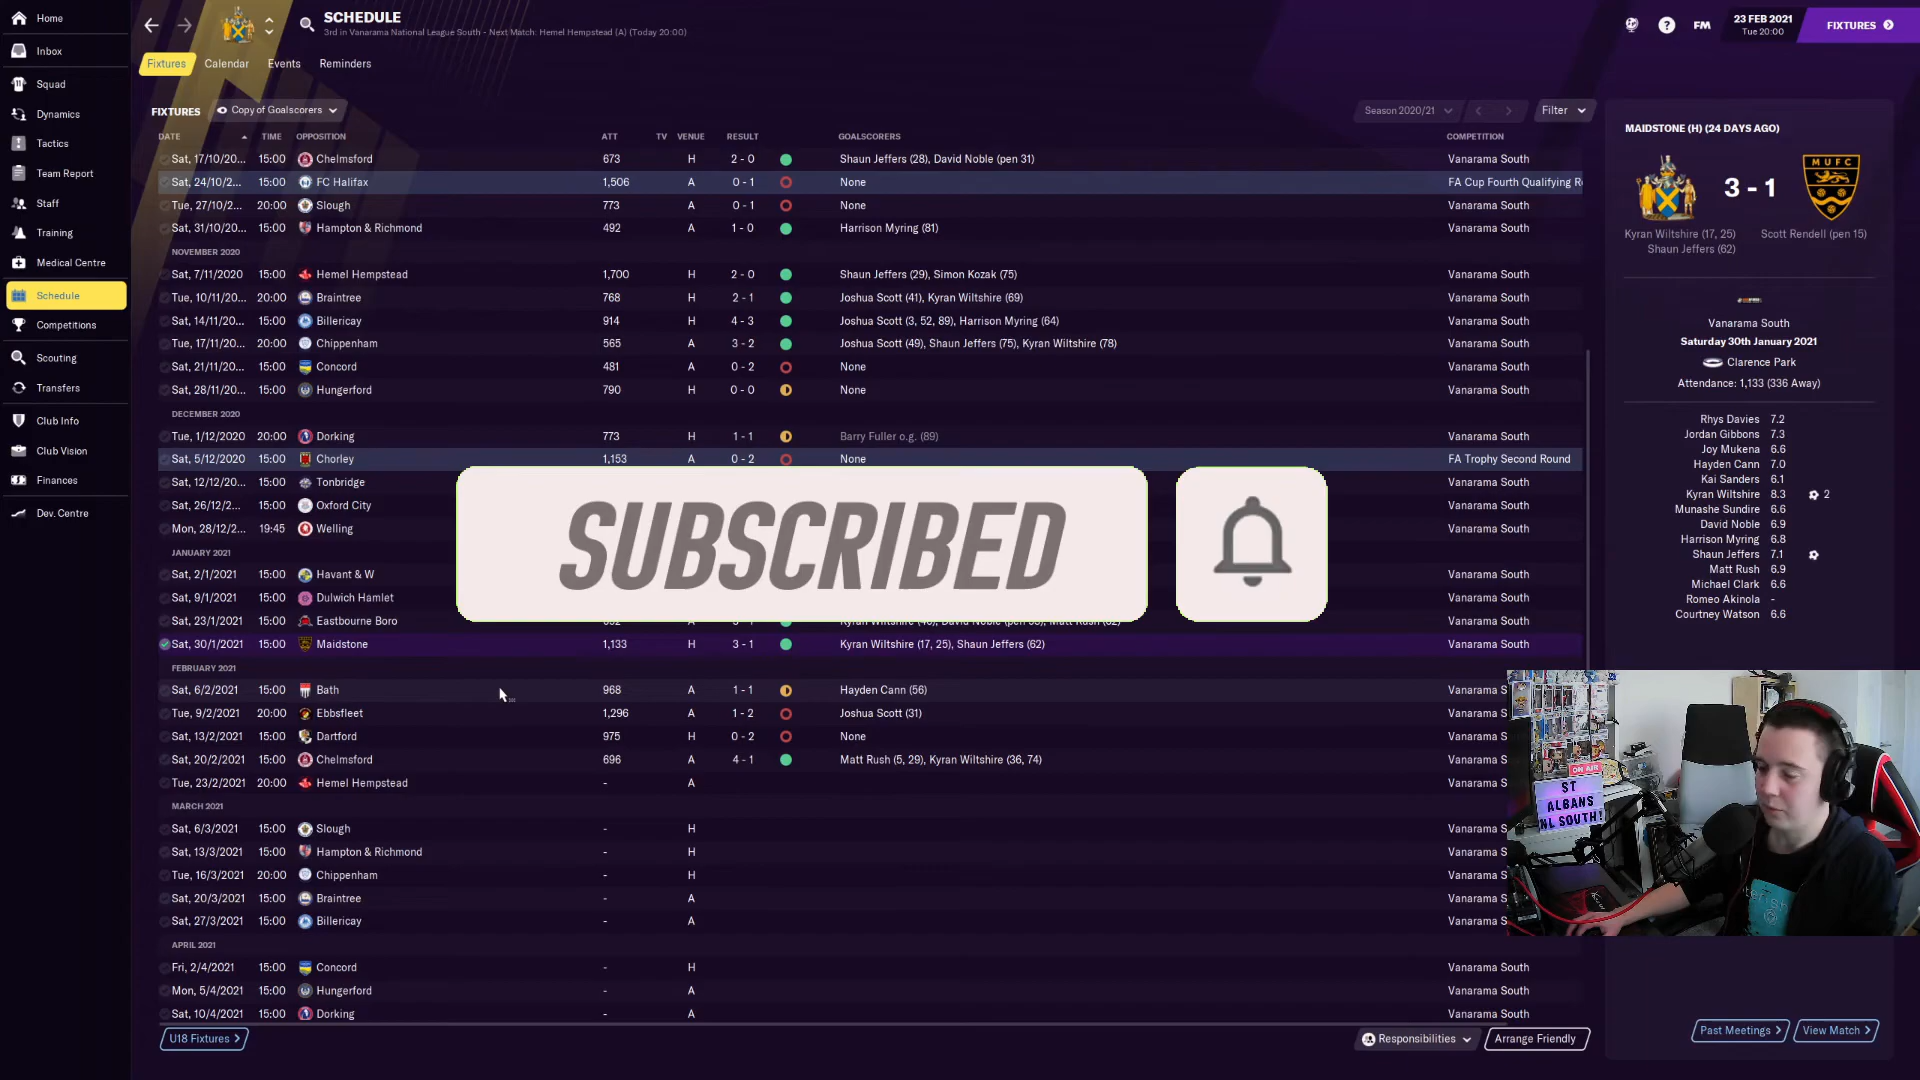 Home
Inbox
Squad
Dynamics
Tactics
Team Report
Staff
Training
Medical Centre
Schedule
Competitions
Scouting
Transfers
Club Info
Club Vision
Finances
Dev. Centre
SCHEDULE
3rd in Vanarama National League South - Next Match: Hemel Hempstead (A) (Today 20:00)
FM
23 FEB 2021
Tue 20:00
FIXTURES
Fixtures Calendar Events Reminders
FIXTURES Copy of Goalscorers Season 2020/21 Filter
DATE TIME OPPOSITION ATT TV VENUE RESULT GOALSCORERS COMPETITION
Sat, 17/10/20... 15:00 Chelmsford 673 H 2 - 0 Shaun Jeffers (28), David Noble (pen 31) Vanarama South
Sat, 24/10/2... 15:00 FC Halifax 1,506 A 0 - 1 None FA Cup Fourth Qualifying R
Tue, 27/10/2... 20:00 Slough 773 A 0 - 1 None Vanarama South
Sat, 31/10/20... 15:00 Hampton & Richmond 492 A 1 - 0 Harrison Myring (81) Vanarama South
NOVEMBER 2020
Sat, 7/11/2020 15:00 Hemel Hempstead 1,700 H 2 - 0 Shaun Jeffers (29), Simon Kozak (75) Vanarama South
Tue, 10/11/20... 20:00 Braintree 768 H 2 - 1 Joshua Scott (41), Kyran Wiltshire (69) Vanarama South
Sat, 14/11/20... 15:00 Billericay 914 H 4 - 3 Joshua Scott (3, 52, 89), Harrison Myring (64) Vanarama South
Tue, 17/11/20... 20:00 Chippenham 565 A 3 - 2 Joshua Scott (49), Shaun Jeffers (75), Kyran Wiltshire (78) Vanarama South
Sat, 21/11/20... 15:00 Concord 481 A 0 - 2 None Vanarama South
Sat, 28/11/20... 15:00 Hungerford 790 H 0 - 0 None Vanarama South
DECEMBER 2020
Tue, 1/12/2020 20:00 Dorking 773 H 1 - 1 Barry Fuller o.g. (89) Vanarama South
Sat, 5/12/2020 15:00 Chorley 1,153 A 0 - 2 None FA Trophy Second Round
Sat, 12/12/20... 15:00 Tonbridge Vanarama South
Sat, 26/12/2... 15:00 Oxford City Vanarama South
Mon, 28/12/2... 19:45 Welling Vanarama South
SUBSCRIBED
JANUARY 2021
Sat, 2/1/2021 15:00 Havant & W Vanarama South
Sat, 9/1/2021 15:00 Dulwich Hamlet Vanarama South
Sat, 23/1/2021 15:00 Eastbourne Boro Vanarama South
Sat, 30/1/2021 15:00 Maidstone 1,133 H 3 - 1 Kyran Wiltshire (17, 25), Shaun Jeffers (62) Vanarama South
FEBRUARY 2021
Sat, 6/2/2021 15:00 Bath 968 A 1 - 1 Hayden Cann (56) Vanarama S
Tue, 9/2/2021 20:00 Ebbsfleet 1,296 A 1 - 2 Joshua Scott (31) Vanarama S
Sat, 13/2/2021 15:00 Dartford 975 H 0 - 2 None Vanarama S
Sat, 20/2/2021 15:00 Chelmsford 696 A 4 - 1 Matt Rush (5, 29), Kyran Wiltshire (36, 74) Vanarama S
Tue, 23/2/2021 20:00 Hemel Hempstead - A Vanarama S
MARCH 2021
Sat, 6/3/2021 15:00 Slough - H Vanarama S
Sat, 13/3/2021 15:00 Hampton & Richmond - H Vanarama S
Tue, 16/3/2021 20:00 Chippenham - H Vanarama S
Sat, 20/3/2021 15:00 Braintree - A Vanarama S
Sat, 27/3/2021 15:00 Billericay - A Vanarama S
APRIL 2021
Fri, 2/4/2021 15:00 Concord - H Vanarama South
Mon, 5/4/2021 15:00 Hungerford - A Vanarama South
Sat, 10/4/2021 15:00 Dorking - A Vanarama South
U18 Fixtures Responsibilities Arrange Friendly
MAIDSTONE (H) (24 DAYS AGO)
3 - 1
MUFC
Kyran Wiltshire (17, 25) Scott Rendell (pen 15)
Shaun Jeffers (62)
Vanarama South
Saturday 30th January 2021
Clarence Park
Attendance: 1,133 (336 Away)
Rhys Davies 7.2
Jordan Gibbons 7.3
Joy Mukena 6.6
Hayden Cann 7.0
Kai Sanders 6.1
Kyran Wiltshire 8.3 2
Munashe Sundire 6.6
David Noble 6.9
Harrison Myring 6.8
Shaun Jeffers 7.1
Matt Rush 6.9
Michael Clark 6.6
Romeo Akinola -
Courtney Watson 6.6
ON AIR
ST
ALBANS
NL SOUTH!
Past Meetings View Match